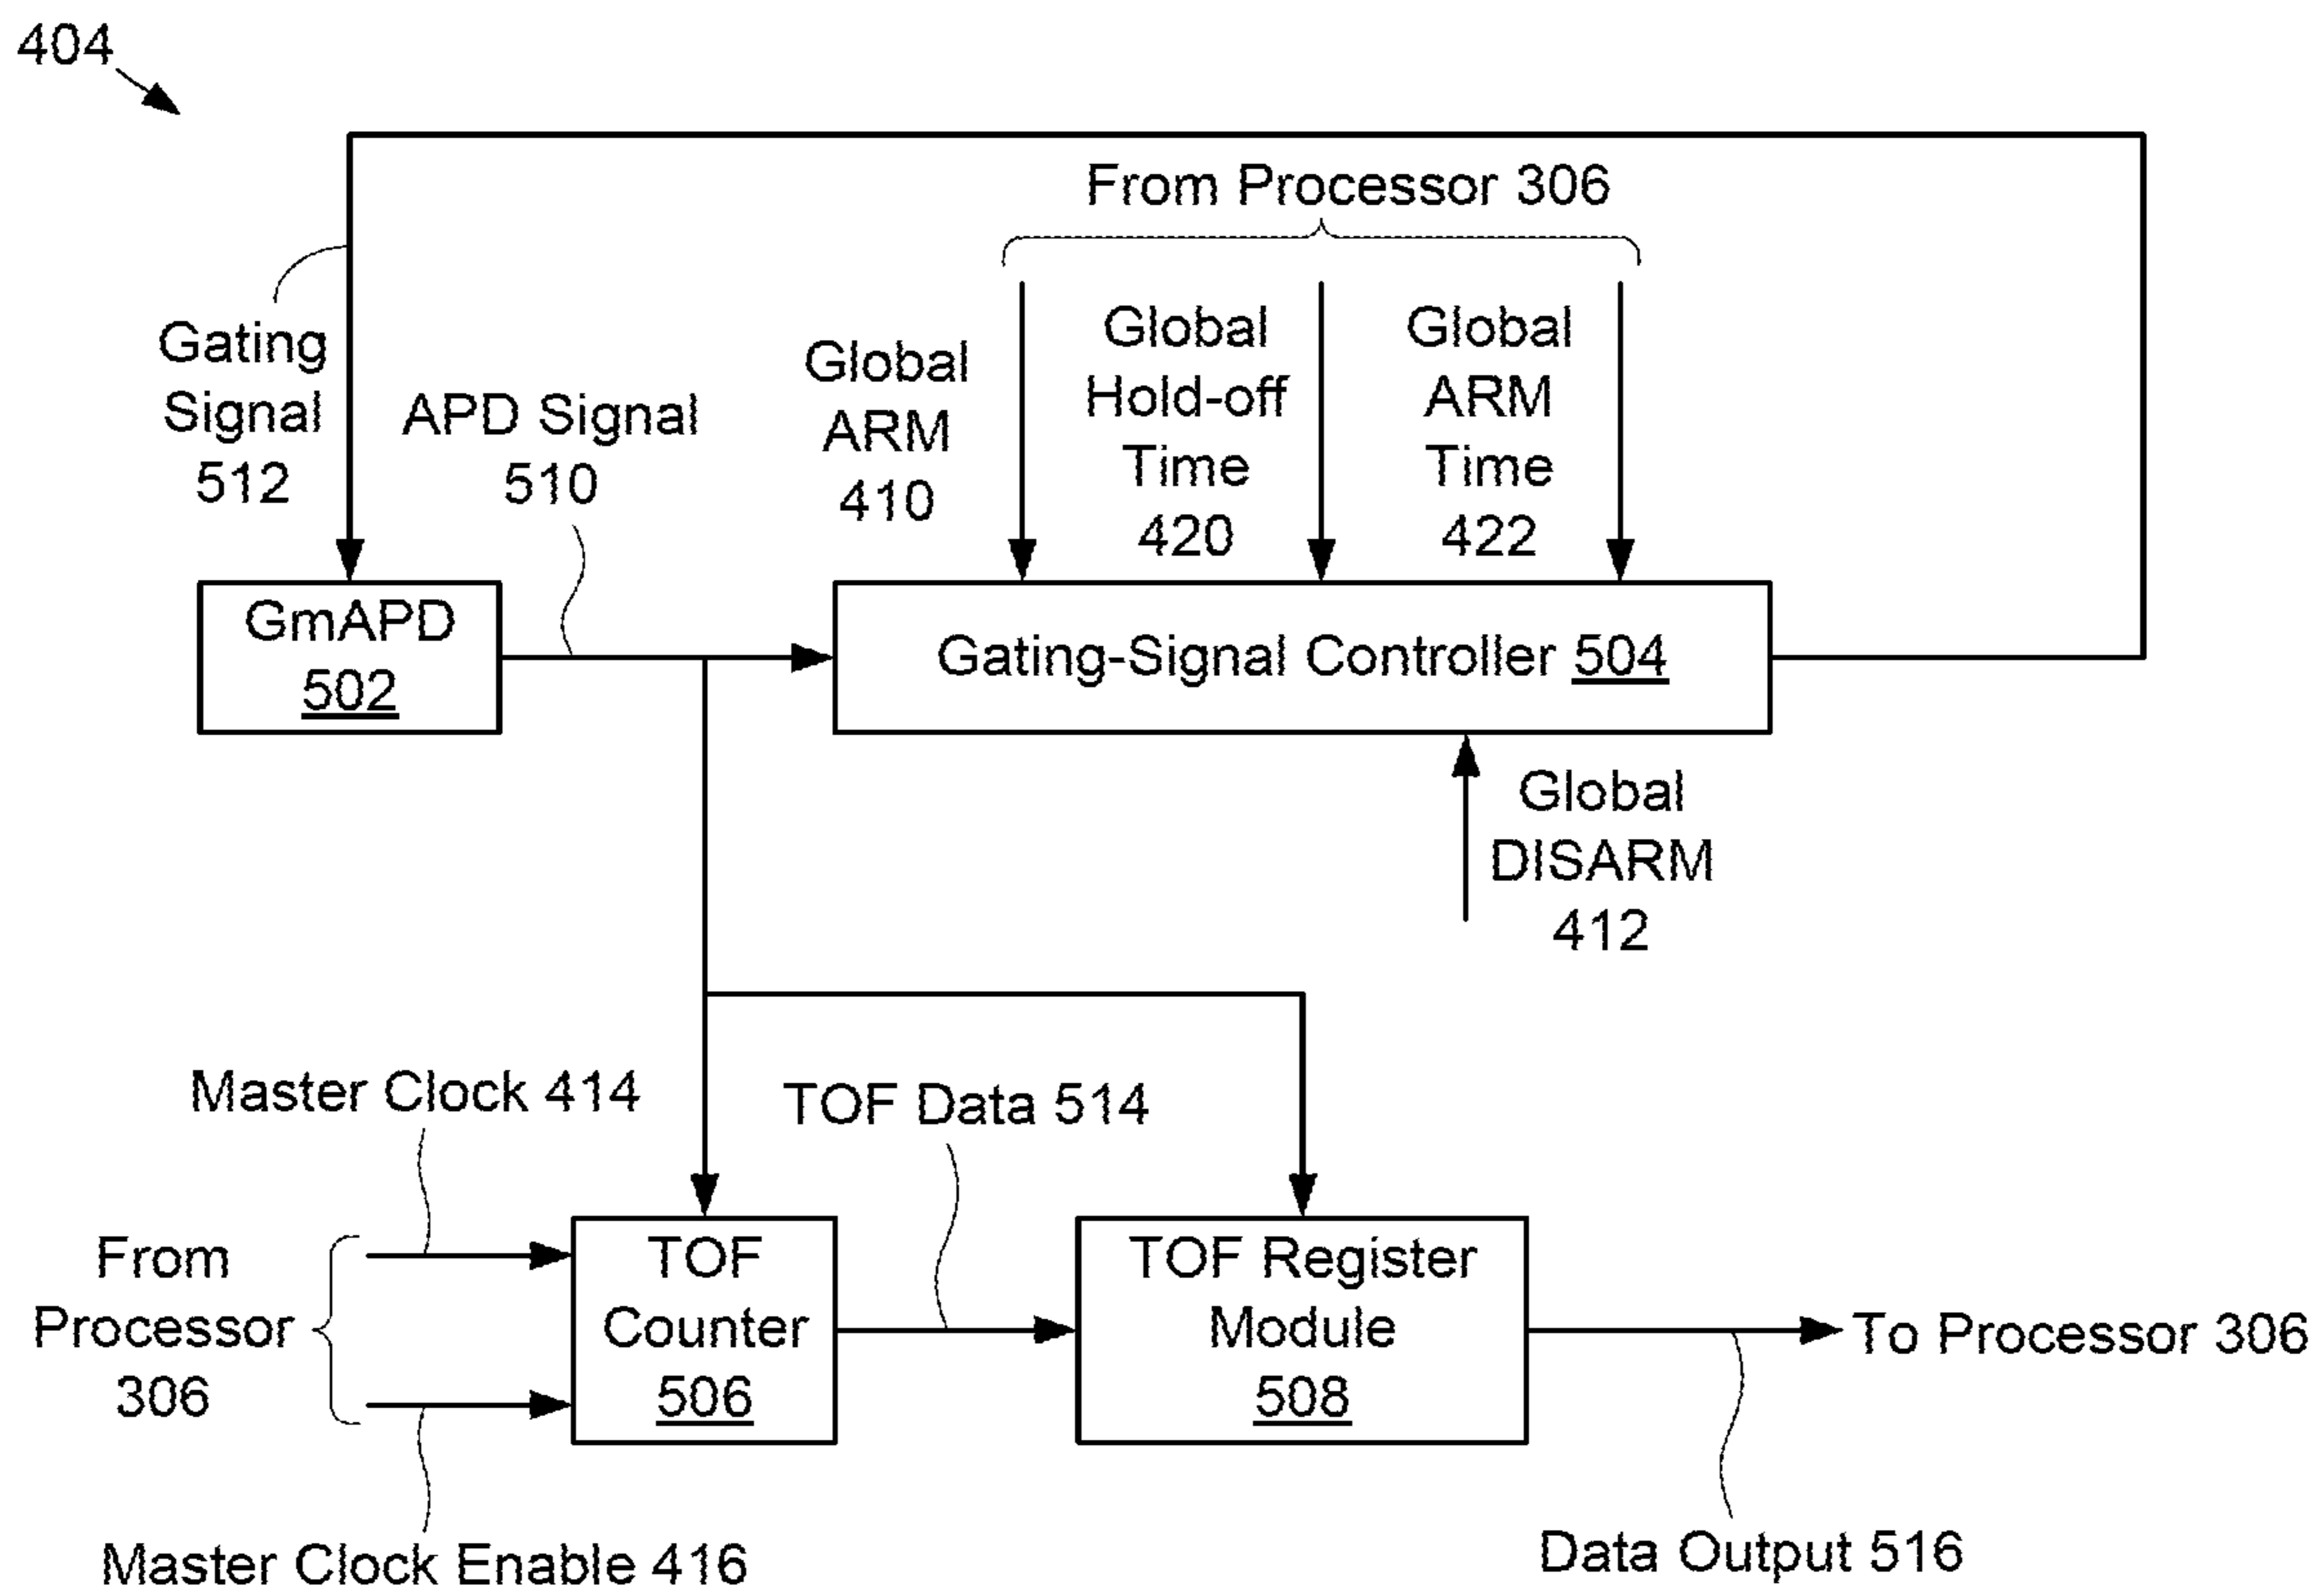 404
From Processor 306
Gating
Signal
512
APD Signal
510
Global
ARM
410
Global
Hold-off
Time
420
Global
ARM
Time
422
GmAPD
502
Gating-Signal Controller 504
Global
DISARM
412
Master Clock 414
TOF Data 514
From
Processor
306
TOF
Counter
506
TOF Register
Module
508
To Processor 306
Master Clock Enable 416
Data Output 516